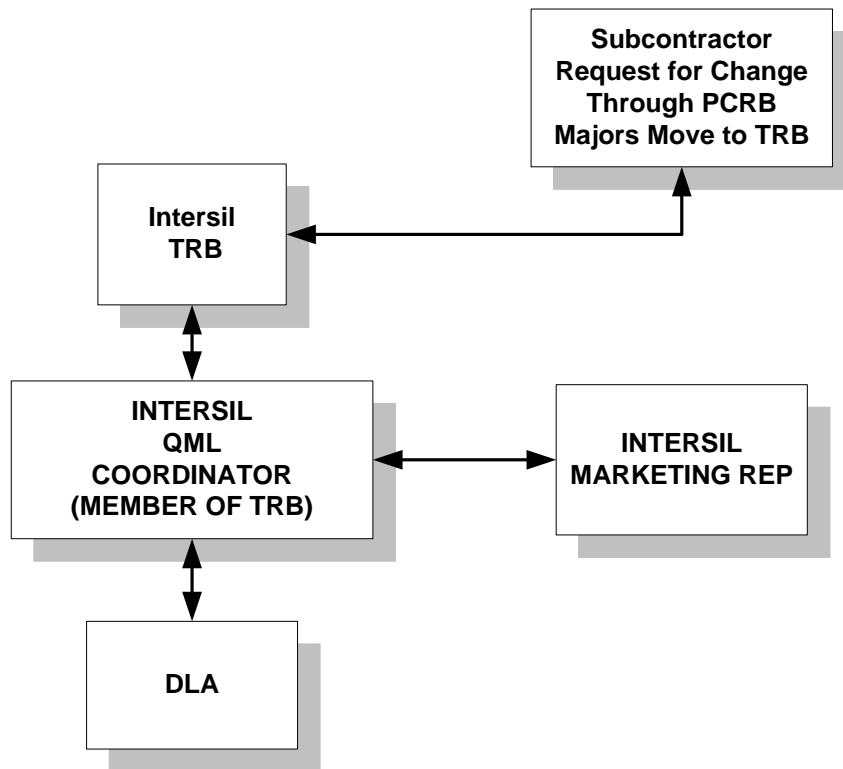 Subcontractor
Request for Change
Through PCRB
Majors Move to TRB
Intersil
TRB
INTERSIL
QML
COORDINATOR
(MEMBER OF TRB)
INTERSIL
MARKETING REP
DLA